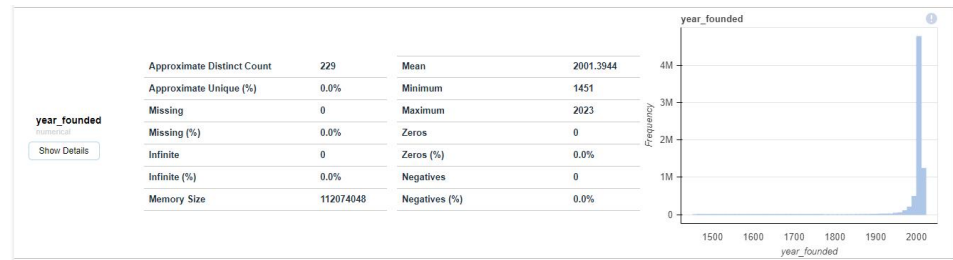 year_founded
numerical
Show Details
Approximate Distinct Count 229
Approximate Unique (%) 0.0%
Missing 0
Missing (%) 0.0%
Infinite 0
Infinite (%) 0.0%
Memory Size 112074048
Mean 2001.3944
Minimum 1451
Maximum 2023
Zeros 0
Zeros (%) 0.0%
Negatives 0
Negatives (%) 0.0%
year_founded
!
Frequency
4M
3M
2M
1M
0
1500 1600 1700 1800 1900 2000
year_founded